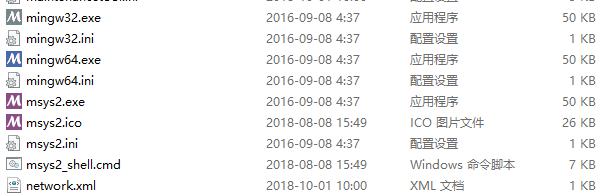 mingw32.exe 2016-09-08 4:37 应用程序 50 KB
mingw32.ini 2016-09-08 4:37 配置设置 1 KB
mingw64.exe 2016-09-08 4:37 应用程序 50 KB
mingw64.ini 2016-09-08 4:37 配置设置 1 KB
msys2.exe 2016-09-08 4:37 应用程序 50 KB
msys2.ico 2018-08-08 15:49 ICO 图片文件 26 KB
msys2.ini 2016-09-08 4:37 配置设置 1 KB
msys2_shell.cmd 2018-08-08 15:49 Windows 命令脚本 7 KB
network.xml 2018-10-01 10:00 XML 文档 1 KB